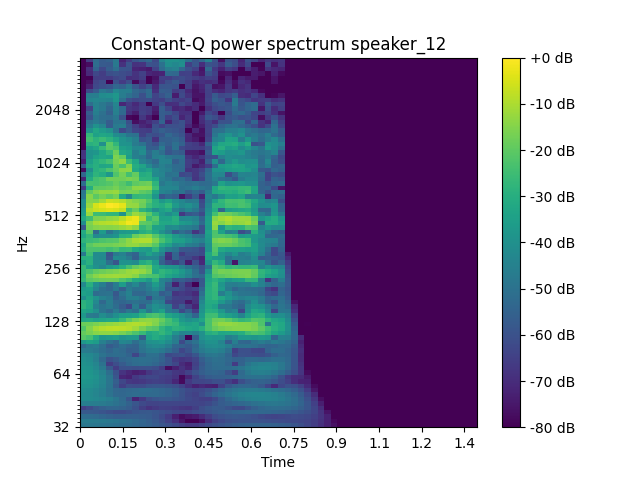 Constant-Q power spectrum speaker_12
Hz
2048
1024
512
256
128
64
32
0 0.15 0.3 0.45 0.6 0.75 0.9 1.1 1.2 1.4
Time
+0 dB
-10 dB
-20 dB
-30 dB
-40 dB
-50 dB
-60 dB
-70 dB
-80 dB